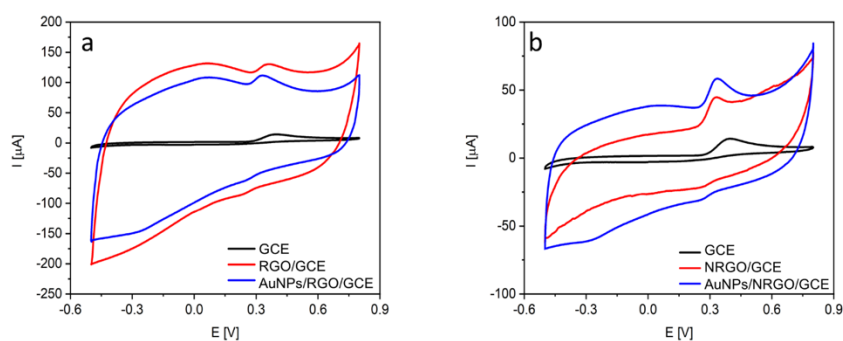 a
I [µA]
200
150
100
50
0
-50
-100
-150
-200
-250
-0.6
-0.3
0.0
0.3
0.6
0.9
E [V]
GCE
RGO/GCE
AuNPs/RGO/GCE
b
I [µA]
100
50
0
-50
-100
-0.6
-0.3
0.0
0.3
0.6
0.9
E [V]
GCE
NRGO/GCE
AuNPs/NRGO/GCE